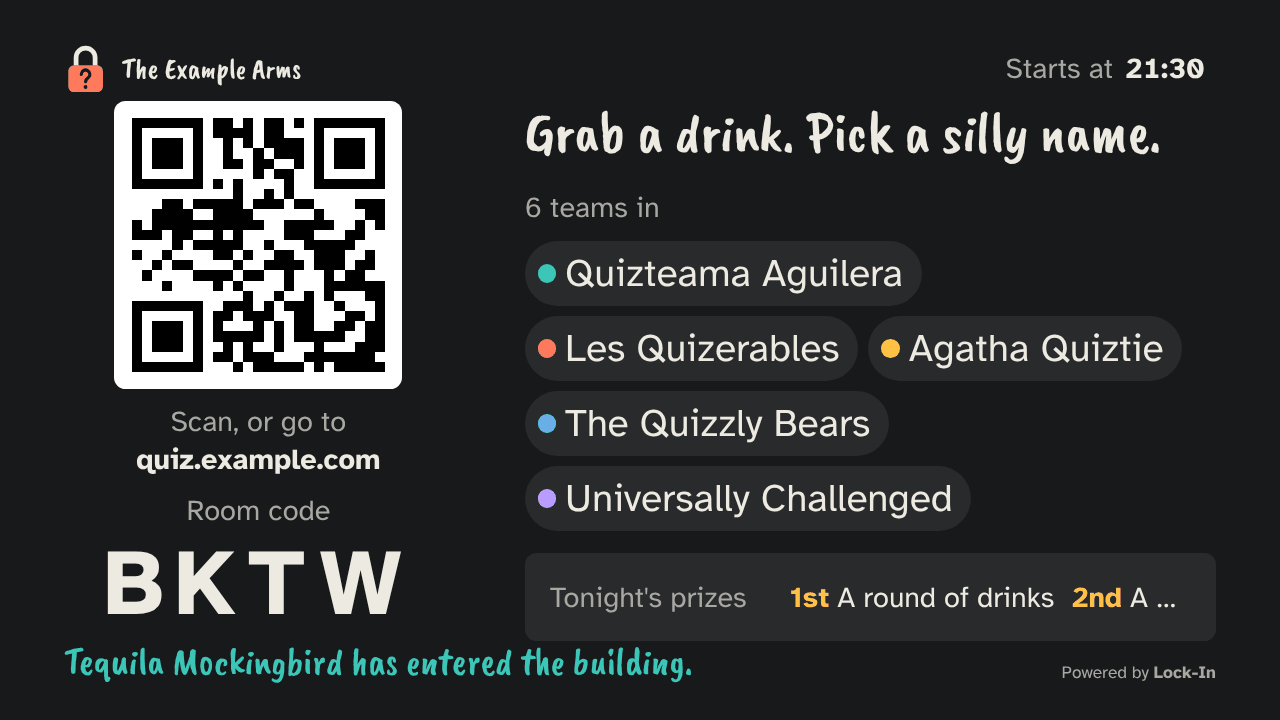 The Example Arms
Starts at 21:30
Scan, or go to
quiz.example.com
Room code
BKTW
Grab a drink. Pick a silly name.
6 teams in
Quizteama Aguilera
Les Quizerables
Agatha Quiztie
The Quizzly Bears
Universally Challenged
Tonight's prizes 1st A round of drinks 2nd A ...
Tequila Mockingbird has entered the building.
Powered by Lock-In